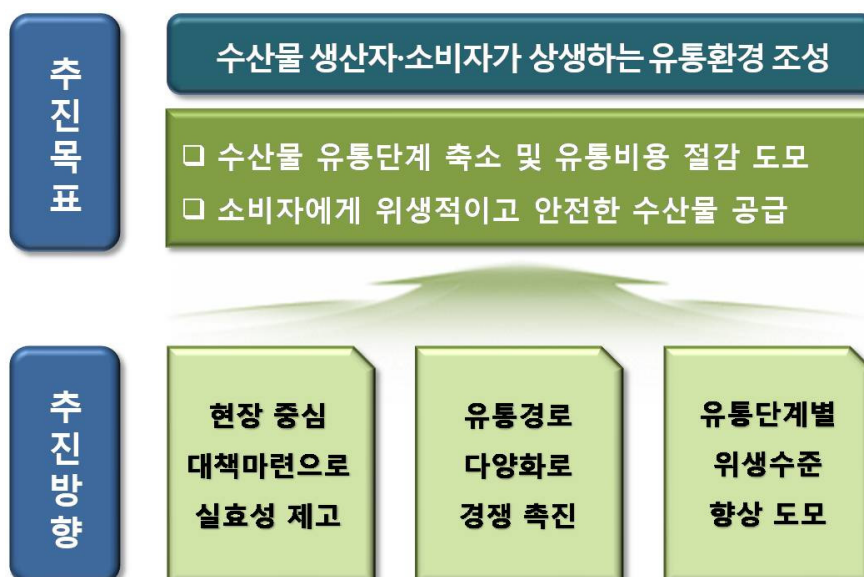 추진목표
수산물 생산자·소비자가 상생하는 유통환경 조성
❑ 수산물 유통단계 축소 및 유통비용 절감 도모
❑ 소비자에게 위생적이고 안전한 수산물 공급
추진방향
현장 중심
대책마련으로
실효성 제고
유통경로
다양화로
경쟁 촉진
유통단계별
위생수준
향상 도모